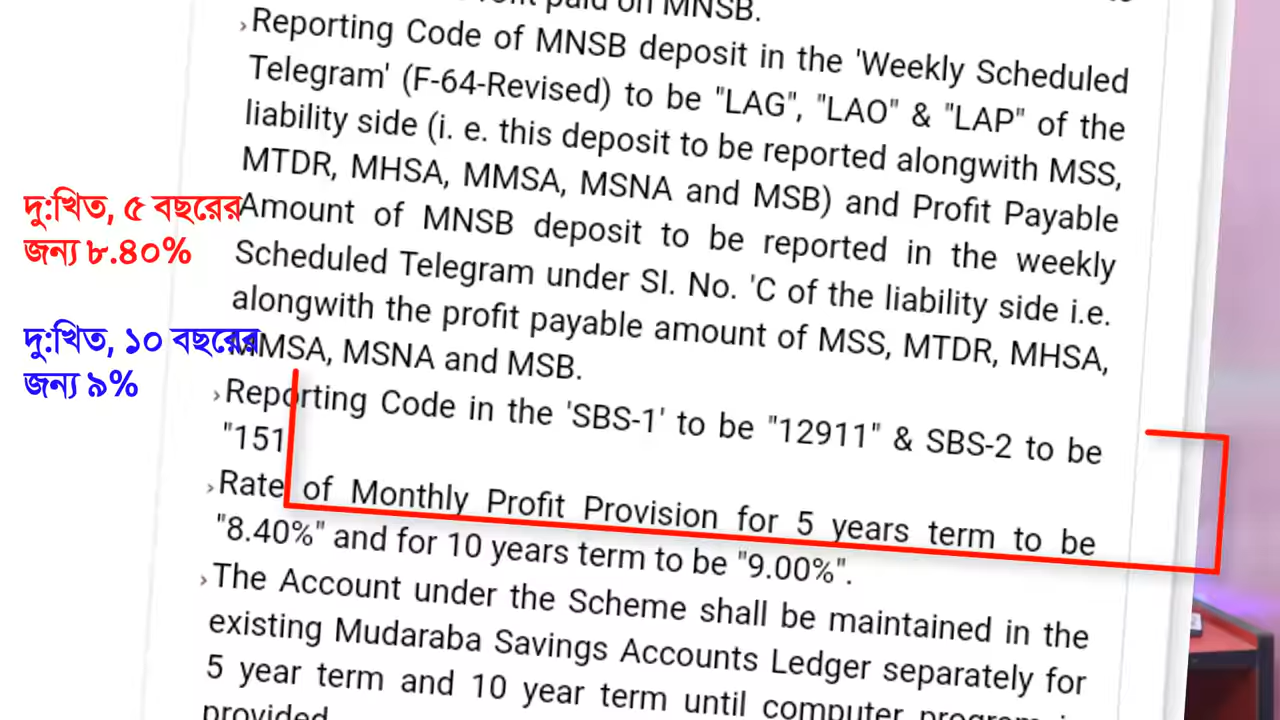 paid on MNSB.
›Reporting Code of MNSB deposit in the 'Weekly Scheduled
Telegram' (F-64-Revised) to be "LAG", "LAO" & "LAP" of the
liability side (i. e. this deposit to be reported alongwith MSS,
MTDR, MHSA, MMSA, MSNA and MSB) and Profit Payable
Amount of MNSB deposit to be reported in the weekly
Scheduled Telegram under SI. No. 'C of the liability side i.e.
alongwith the profit payable amount of MSS, MTDR, MHSA,
MMSA, MSNA and MSB.
›Reporting Code in the 'SBS-1' to be "12911" & SBS-2 to be
"151
›Rate of Monthly Profit Provision for 5 years term to be
"8.40%" and for 10 years term to be "9.00%".
›The Account under the Scheme shall be maintained in the
existing Mudaraba Savings Accounts Ledger separately for
5 year term and 10 year term until computer program
provided
দু:খিত, ৫ বছরের
জন্য ৮.৪০%
দু:খিত, ১০ বছরের
জন্য ৯%